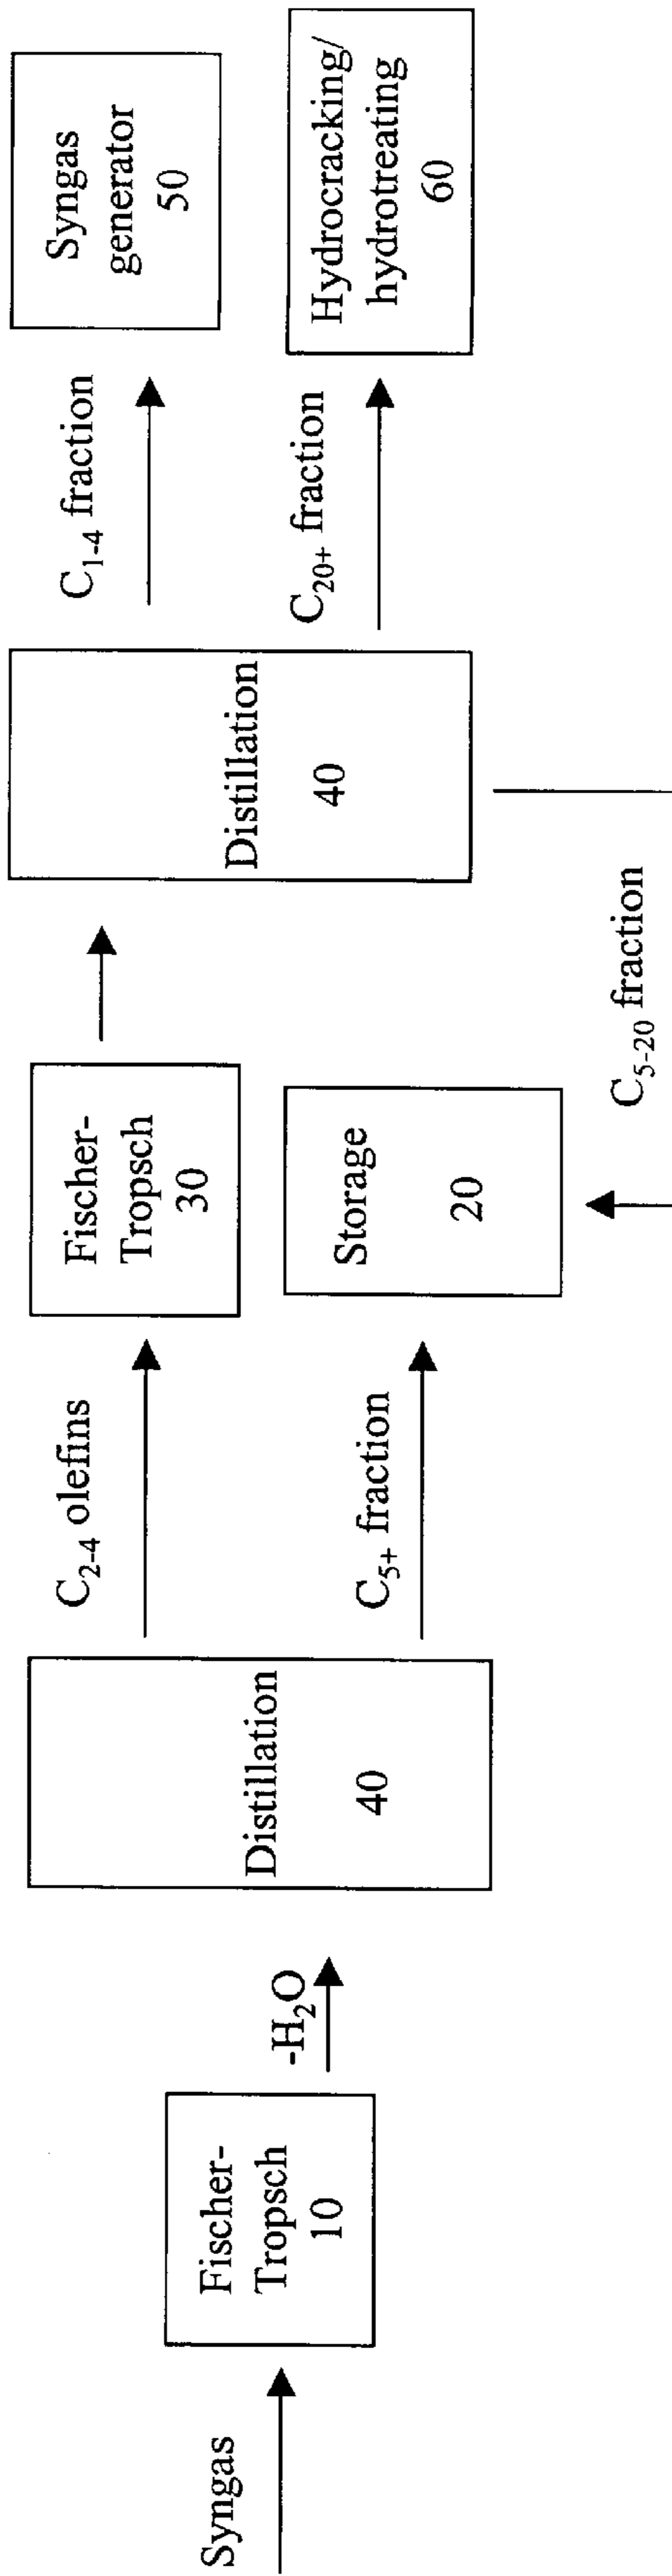 Syngas
Fischer-
Tropsch
10
-H₂O
Distillation
40
C₂₋₄ olefins
C₅₊ fraction
Fischer-
Tropsch
30
Storage
20
Distillation
40
C₁₋₄ fraction
C₂₀₊ fraction
C₅₋₂₀ fraction
Syngas
generator
50
Hydrocracking/
hydrotreating
60